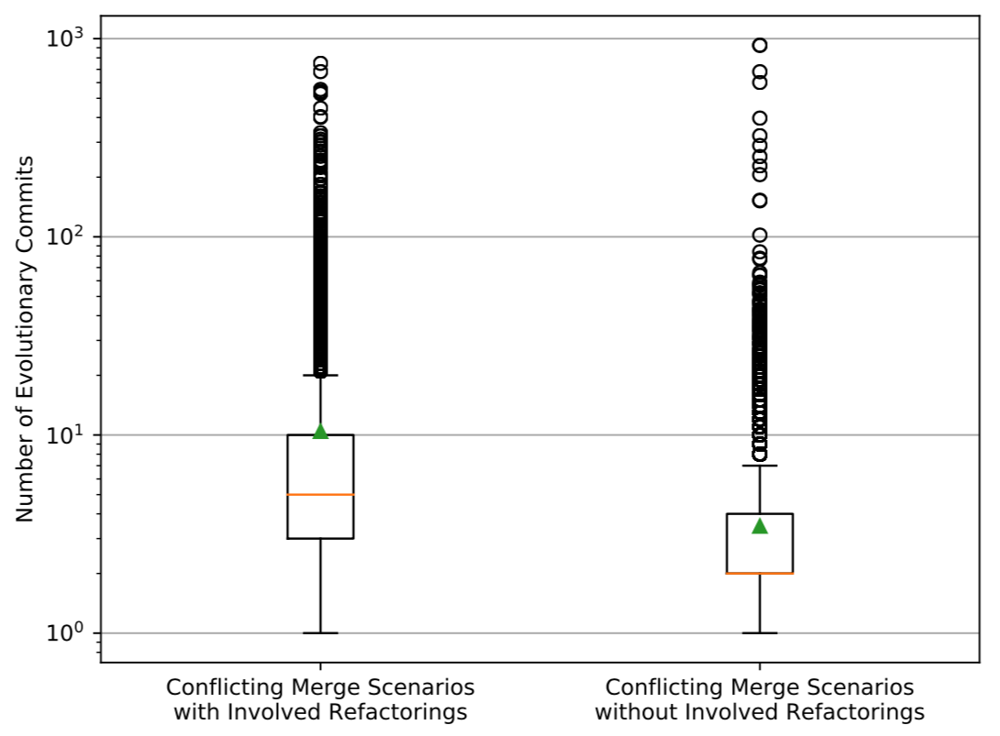 Number of Evolutionary Commits
10³
10²
10¹
10⁰
Conflicting Merge Scenarios
with Involved Refactorings
Conflicting Merge Scenarios
without Involved Refactorings